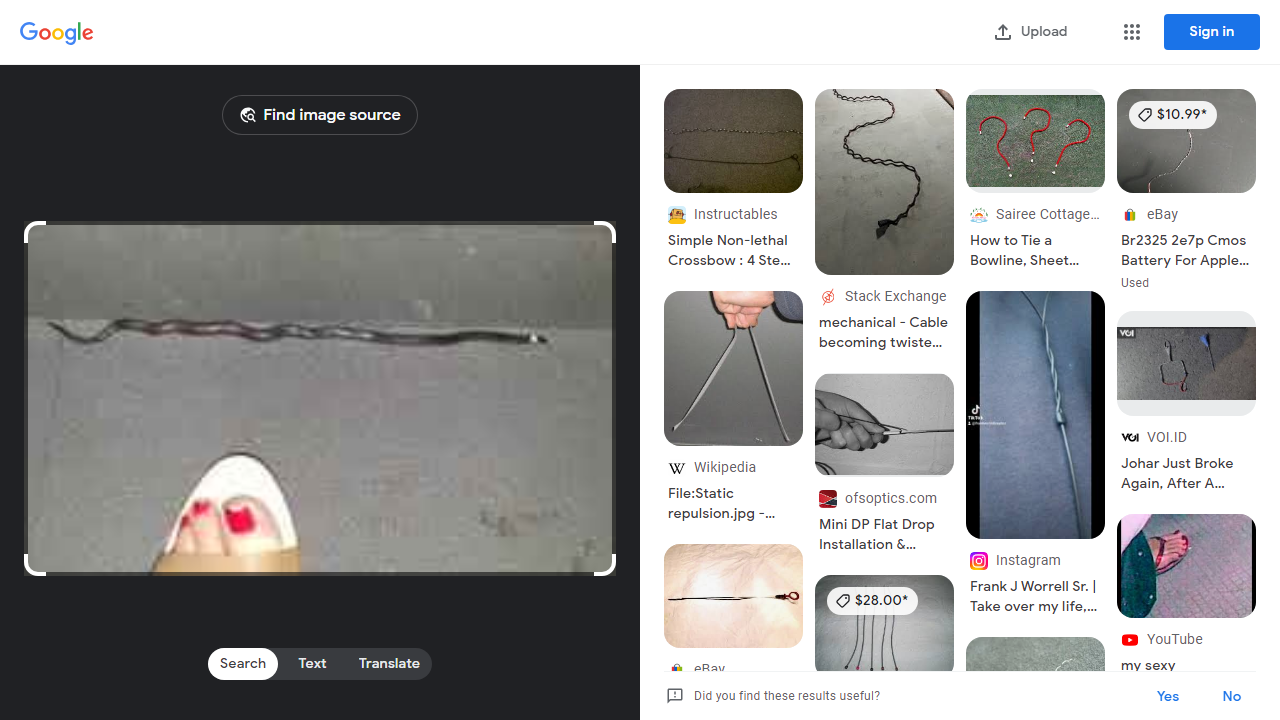 Google
Upload
Sign in
Find image source
Search
Text
Translate
Instructables
Simple Non-lethal
Crossbow : 4 Ste...
Wikipedia
File:Static
repulsion.jpg -...
eBay
Stack Exchange
mechanical - Cable
becoming twiste...
ofsoptics.com
Mini DP Flat Drop
Installation &...
$28.00*
Sairee Cottage...
How to Tie a
Bowline, Sheet...
TikTok
Instagram
Frank J Worrell Sr. |
Take over my life,...
$10.99*
eBay
Br2325 2e7p Cmos
Battery For Apple...
Used
VOI
VOI
VOI.ID
Johar Just Broke
Again, After A...
YouTube
my sexy
Did you find these results useful?
Yes
No